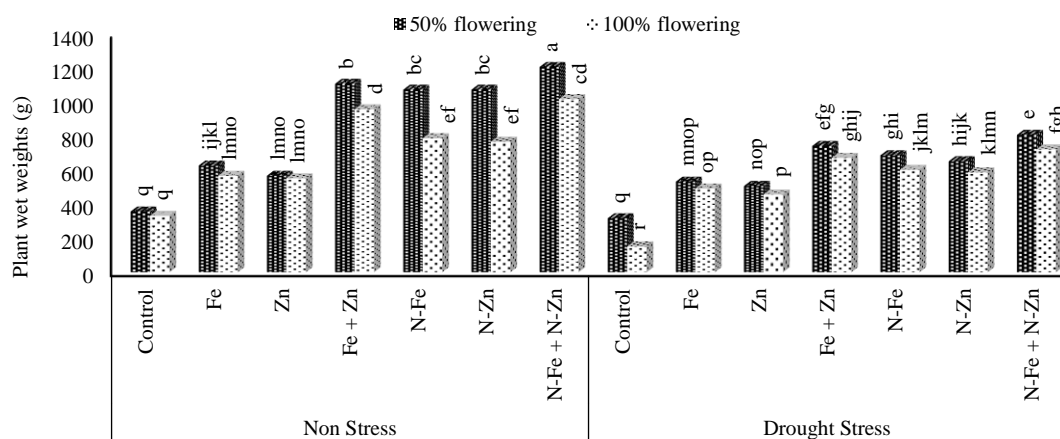 50% flowering 100% flowering
Plant wet weights (g)
1400
1200
1000
800
600
400
200
0
q q ijkl lmno lmno lmno b d bc ef bc ef a cd q r mnop op nop p efg ghij ghi jklm hijk klmn e fgh
Control Fe Zn Fe + Zn N-Fe N-Zn N-Fe + N-Zn Control Fe Zn Fe + Zn N-Fe N-Zn N-Fe + N-Zn
Non Stress Drought Stress